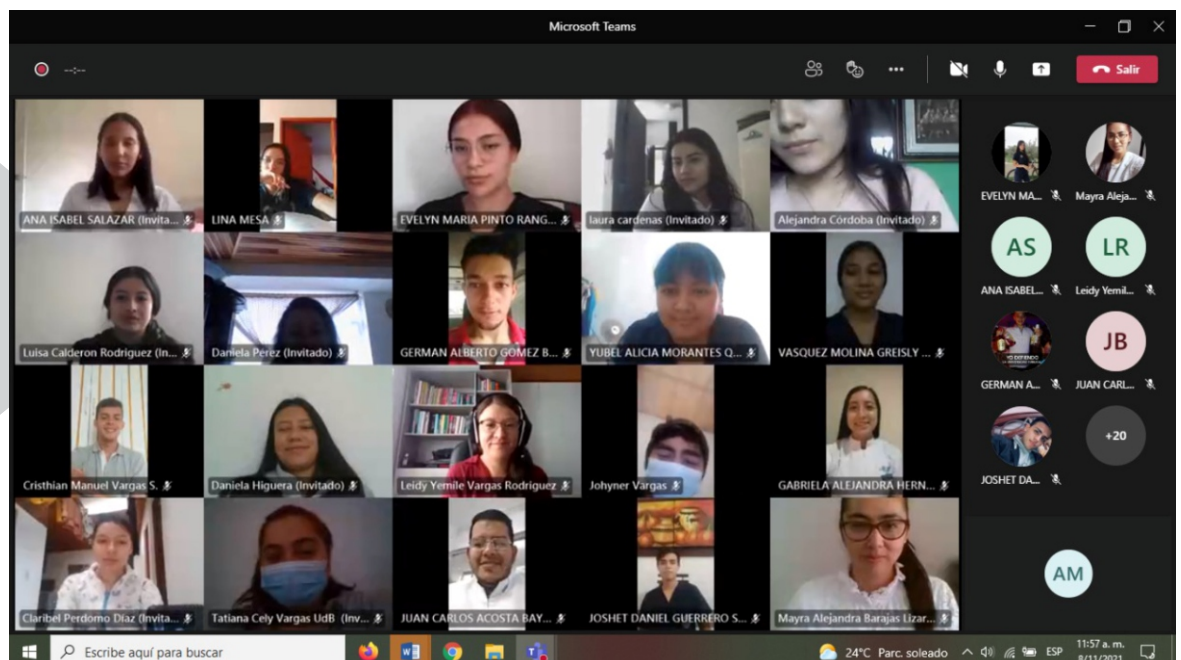 Microsoft Teams
--:--
Salir
ANA ISABEL SALAZAR (Invita...
LINA MESA
EVELYN MARIA PINTO RANG...
laura cardenas (Invitado)
Alejandra Córdoba (Invitado)
EVELYN MA...
Mayra Aleja...
Luisa Calderon Rodriguez (In...
Daniela Pérez (Invitado)
GERMAN ALBERTO GOMEZ B...
YUBEL ALICIA MORANTES Q...
VASQUEZ MOLINA GREISLY ...
AS
LR
ANA ISABEL...
Leidy Yemil...
JB
GERMAN A...
JUAN CARL...
Cristhian Manuel Vargas S.
Daniela Higuera (Invitado)
Leidy Yemile Vargas Rodriguez
Johyner Vargas
GABRIELA ALEJANDRA HERN...
+20
JOSHET DA...
Claribel Perdomo Díaz (Invita...
Tatiana Cely Vargas UdB (Inv...
JUAN CARLOS ACOSTA BAY...
JOSHET DANIEL GUERRERO S...
Mayra Alejandra Barajas Lizar...
AM
Escribe aquí para buscar
24°C Parc. soleado
ESP
11:57 a. m.
8/11/2021